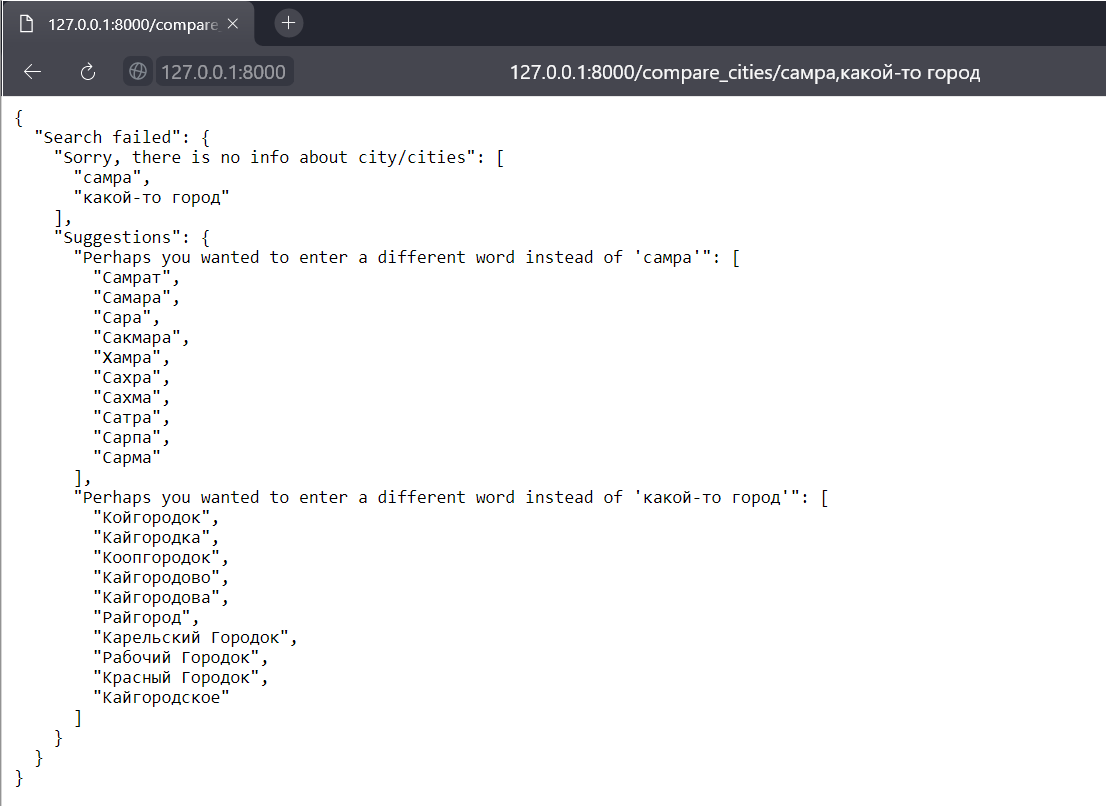 127.0.0.1:8000/compare
127.0.0.1:8000 127.0.0.1:8000/compare_cities/самра,какой-то город
{
"Search failed": {
"Sorry, there is no info about city/cities": [
"самра",
"какой-то город"
],
"Suggestions": {
"Perhaps you wanted to enter a different word instead of 'самра'": [
"Самрат",
"Самара",
"Сара",
"Сакмара",
"Хамра",
"Сахра",
"Сахма",
"Сатра",
"Сарпа",
"Сарма"
],
"Perhaps you wanted to enter a different word instead of 'какой-то город'": [
"Койгородок",
"Кайгородка",
"Коопгородок",
"Кайгородово",
"Кайгородова",
"Райгород",
"Карельский Городок",
"Рабочий Городок",
"Красный Городок",
"Кайгородское"
]
}
}
}